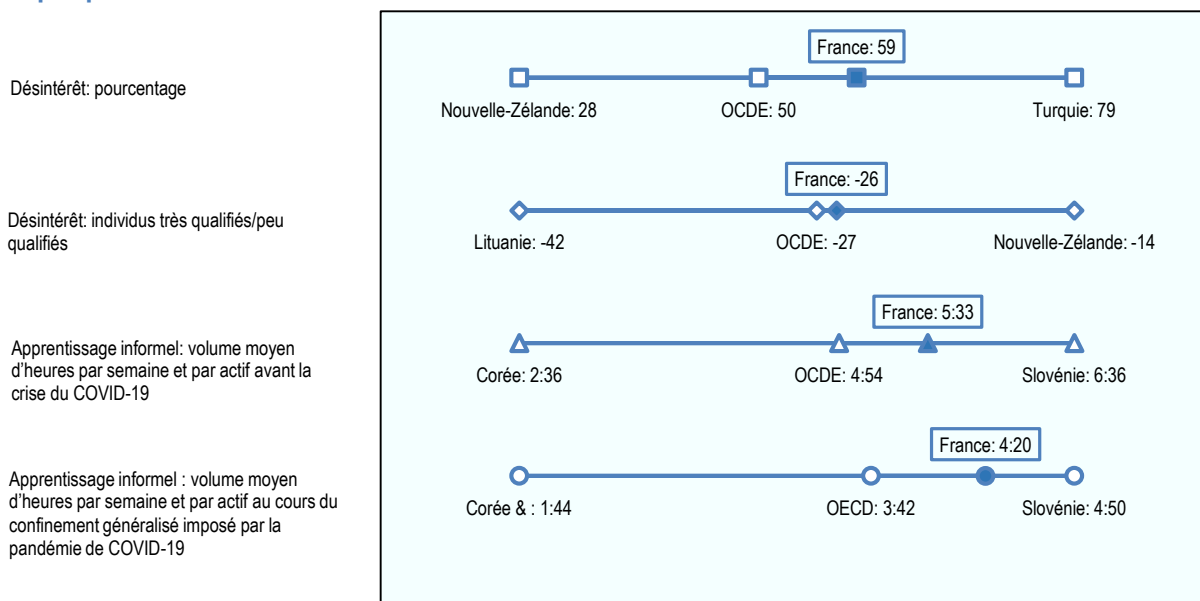 France: 59
Désintérêt: pourcentage
Nouvelle-Zélande: 28
OCDE: 50
Turquie: 79
France: -26
Désintérêt: individus très qualifiés/peu
qualifiés
Lituanie: -42
OCDE: -27
Nouvelle-Zélande: -14
France: 5:33
Apprentissage informel: volume moyen
d'heures par semaine et par actif avant la
crise du COVID-19
Corée: 2:36
OCDE: 4:54
Slovénie: 6:36
France: 4:20
Apprentissage informel : volume moyen
d'heures par semaine et par actif au cours du
confinement généralisé imposé par la
pandémie de COVID-19
Corée & : 1:44
OECD: 3:42
Slovénie: 4:50